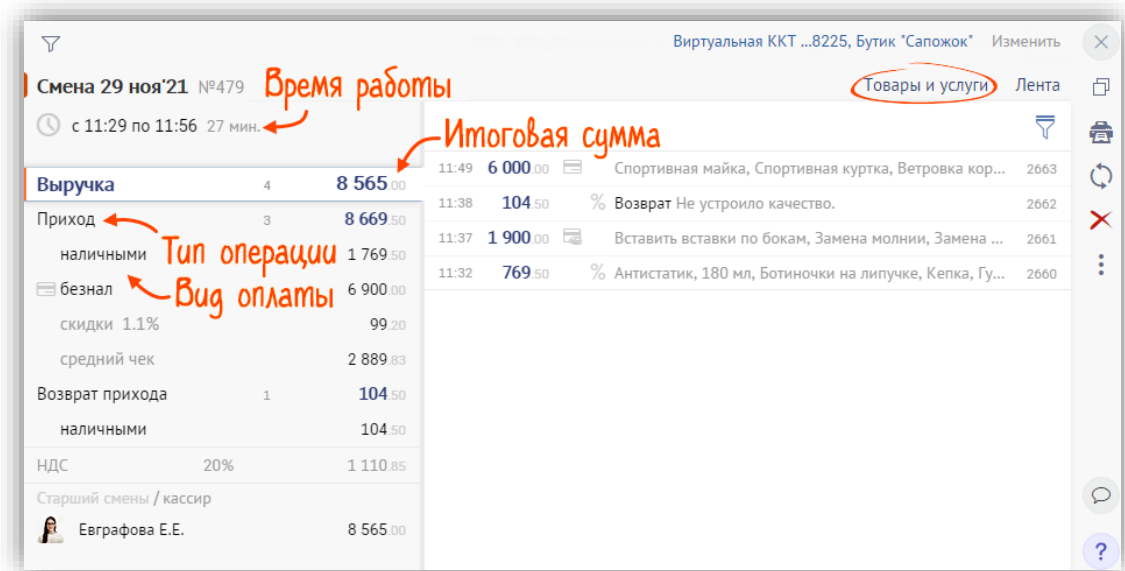 Виртуальная ККТ ...8225, Бутик "Сапожок" Изменить
Смена 29 ноя'21 №479 Время работы
Товары и услуги Лента
с 11:29 по 11:56 27 мин.
Итоговая сумма
Выручка 4 8 565.00
Приход 3 8 669.50
Тип операции
наличными 1 769.50
Вид оплаты
безнал 6 900.00
скидки 1.1% 99.20
средний чек 2 889.83
Возврат прихода 1 104.50
наличными 104.50
НДС 20% 1 110.85
Старший смены / кассир
Евграфова Е.Е. 8 565.00
11:49 6 000.00 Спортивная майка, Спортивная куртка, Ветровка кор... 2663
11:38 104.50 % Возврат Не устроило качество. 2662
11:37 1 900.00 Вставить вставки по бокам, Замена молнии, Замена ... 2661
11:32 769.50 % Антистатик, 180 мл, Ботиночки на липучке, Кепка, Гу... 2660
?